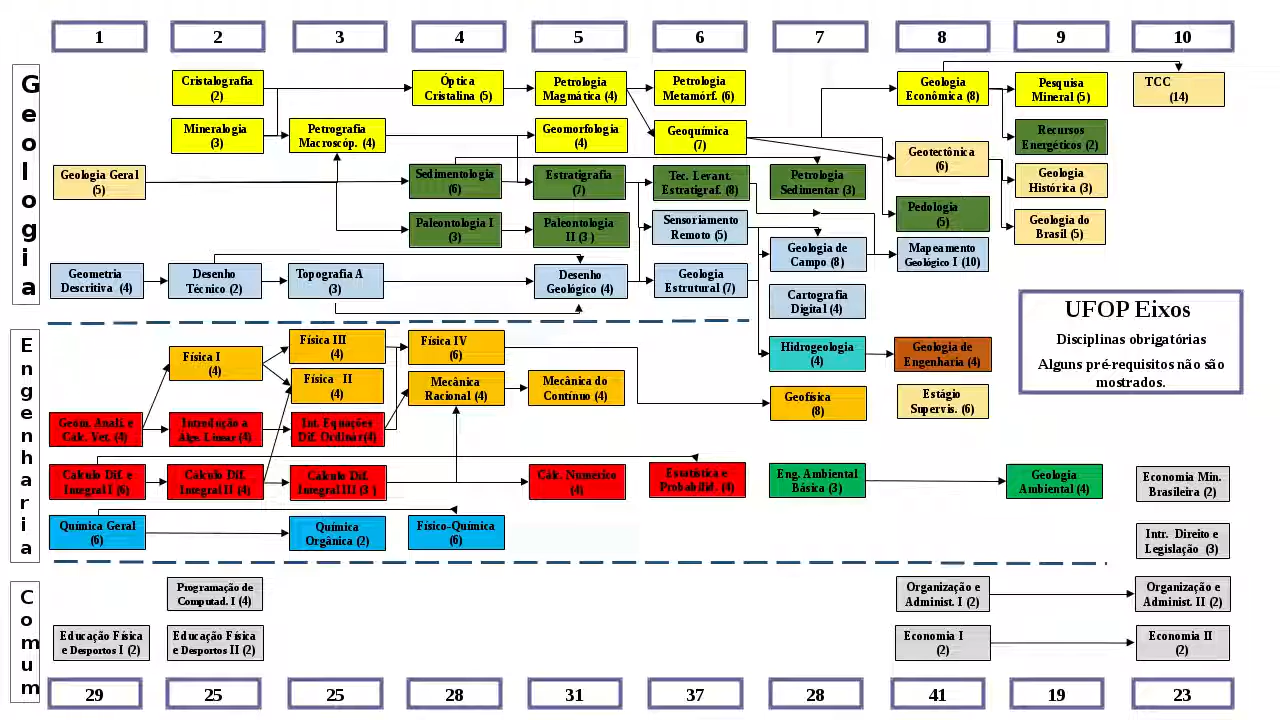 1 2 3 4 5 6 7 8 9 10
Geologia
Cristalografia
(2)
Óptica
Cristalina (5)
Petrologia
Magmática (4)
Petrologia
Metamórf. (6)
Geologia
Econômica (8)
Pesquisa
Mineral (5)
TCC
(14)
Mineralogia
(3)
Petrografia
Macroscóp. (4)
Geomorfologia
(4)
Geoquímica
(7)
Recursos
Energéticos (2)
Geotectônica
(6)
Geologia Geral
(5)
Sedimentologia
(6)
Estratigrafia
(7)
Tec. Levant.
Estratigraf. (8)
Petrologia
Sedimentar (3)
Geologia
Histórica (3)
Paleontologia I
(3)
Paleontologia
II (3 )
Sensoriamento
Remoto (5)
Pedologia
(5)
Geologia do
Brasil (5)
Geologia de
Campo (8)
Mapeamento
Geológico I (10)
Geometria
Descritiva (4)
Desenho
Técnico (2)
Topografia A
(3)
Desenho
Geológico (4)
Geologia
Estrutural (7)
Cartografia
Digital (4)
UFOP Eixos
Disciplinas obrigatórias
Alguns pré-requisitos não são
mostrados.
Engenharia
Física I
(4)
Física III
(4)
Física IV
(6)
Hidrogeologia
(4)
Geologia de
Engenharia (4)
Física II
(4)
Mecânica
Racional (4)
Mecânica do
Contínuo (4)
Geofísica
(8)
Estágio
Supervis. (6)
Geom. Anali. e
Cálc. Vet. (4)
Introdução a
Alge. Linear (4)
Int. Equações
Dif. Ordinár(4)
Cálculo Dif. e
Integral I (6)
Cálculo Dif.
Integral II (4)
Cálculo Dif.
Integral III (3 )
Cálc. Numérico
(4)
Estatística e
Probabilid. (4)
Eng. Ambiental
Básica (3)
Geologia
Ambiental (4)
Economia Min.
Brasileira (2)
Química Geral
(6)
Química
Orgânica (2)
Físico-Química
(6)
Intr. Direito e
Legislação (3)
Comum
Programação de
Computad. I (4)
Organização e
Administ. I (2)
Organização e
Administ. II (2)
Educação Física
e Desportos I (2)
Educação Física
e Desportos II (2)
Economia I
(2)
Economia II
(2)
29 25 25 28 31 37 28 41 19 23